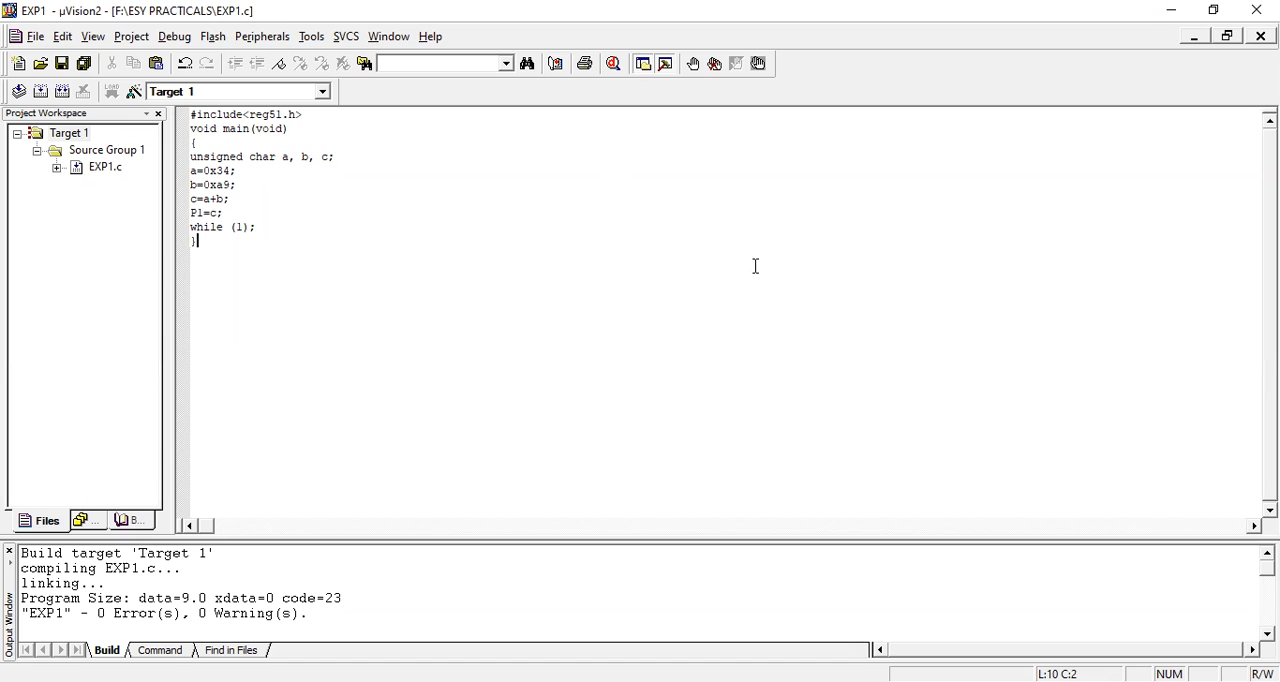 EXP1 - µVision2 - [F:\ESY PRACTICALS\EXP1.c]
File Edit View Project Debug Flash Peripherals Tools SVCS Window Help
LOAD Target 1
Project Workspace
Target 1
Source Group 1
EXP1.c
Files ... B...
#include<reg51.h>
void main(void)
{
unsigned char a, b, c;
a=0x34;
b=0xa9;
c=a+b;
P1=c;
while (1);
}
Output Window
Build target 'Target 1'
compiling EXP1.c...
linking...
Program Size: data=9.0 xdata=0 code=23
"EXP1" - 0 Error(s), 0 Warning(s).
Build Command Find in Files
L:10 C:2 NUM R/W